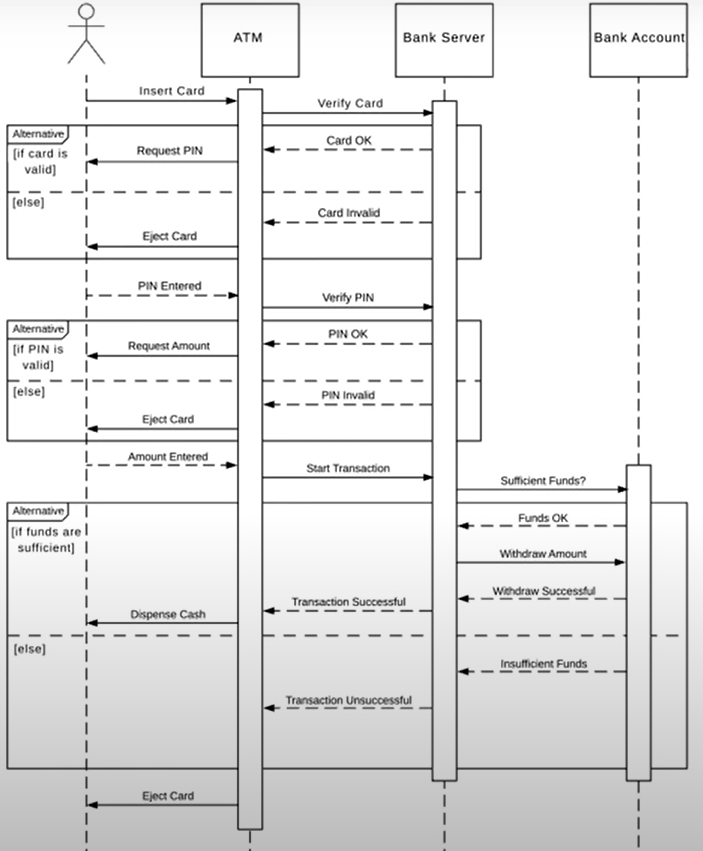 ATM
Bank Server
Bank Account
Insert Card
Verify Card
Alternative
[if card is
valid]
Card OK
Request PIN
[else]
Card Invalid
Eject Card
PIN Entered
Verify PIN
Alternative
[if PIN is
valid]
PIN OK
Request Amount
[else]
PIN Invalid
Eject Card
Amount Entered
Start Transaction
Sufficient Funds?
Alternative
[if funds are
sufficient]
Funds OK
Withdraw Amount
Withdraw Successful
Transaction Successful
Dispense Cash
[else]
Insufficient Funds
Transaction Unsuccessful
Eject Card